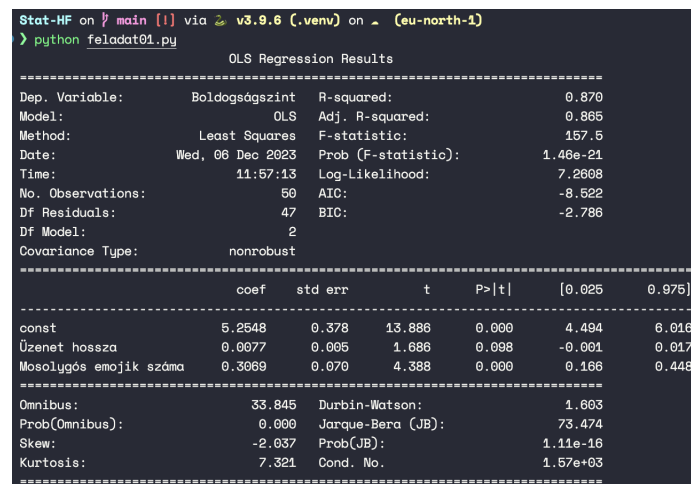 Stat-HF on main [!] via v3.9.6 (.venv) on (eu-north-1)
❯ python feladat01.py
OLS Regression Results
==============================================================================
Dep. Variable: Boldogságszint R-squared: 0.870
Model: OLS Adj. R-squared: 0.865
Method: Least Squares F-statistic: 157.5
Date: Wed, 06 Dec 2023 Prob (F-statistic): 1.46e-21
Time: 11:57:13 Log-Likelihood: 7.2608
No. Observations: 50 AIC: -8.522
Df Residuals: 47 BIC: -2.786
Df Model: 2
Covariance Type: nonrobust
==========================================================================================
coef std err t P>|t| [0.025 0.975]
------------------------------------------------------------------------------------------
const 5.2548 0.378 13.886 0.000 4.494 6.016
Üzenet hossza 0.0077 0.005 1.686 0.098 -0.001 0.017
Mosolygós emojik száma 0.3069 0.070 4.388 0.000 0.166 0.448
==============================================================================
Omnibus: 33.845 Durbin-Watson: 1.603
Prob(Omnibus): 0.000 Jarque-Bera (JB): 73.474
Skew: -2.037 Prob(JB): 1.11e-16
Kurtosis: 7.321 Cond. No. 1.57e+03
==============================================================================